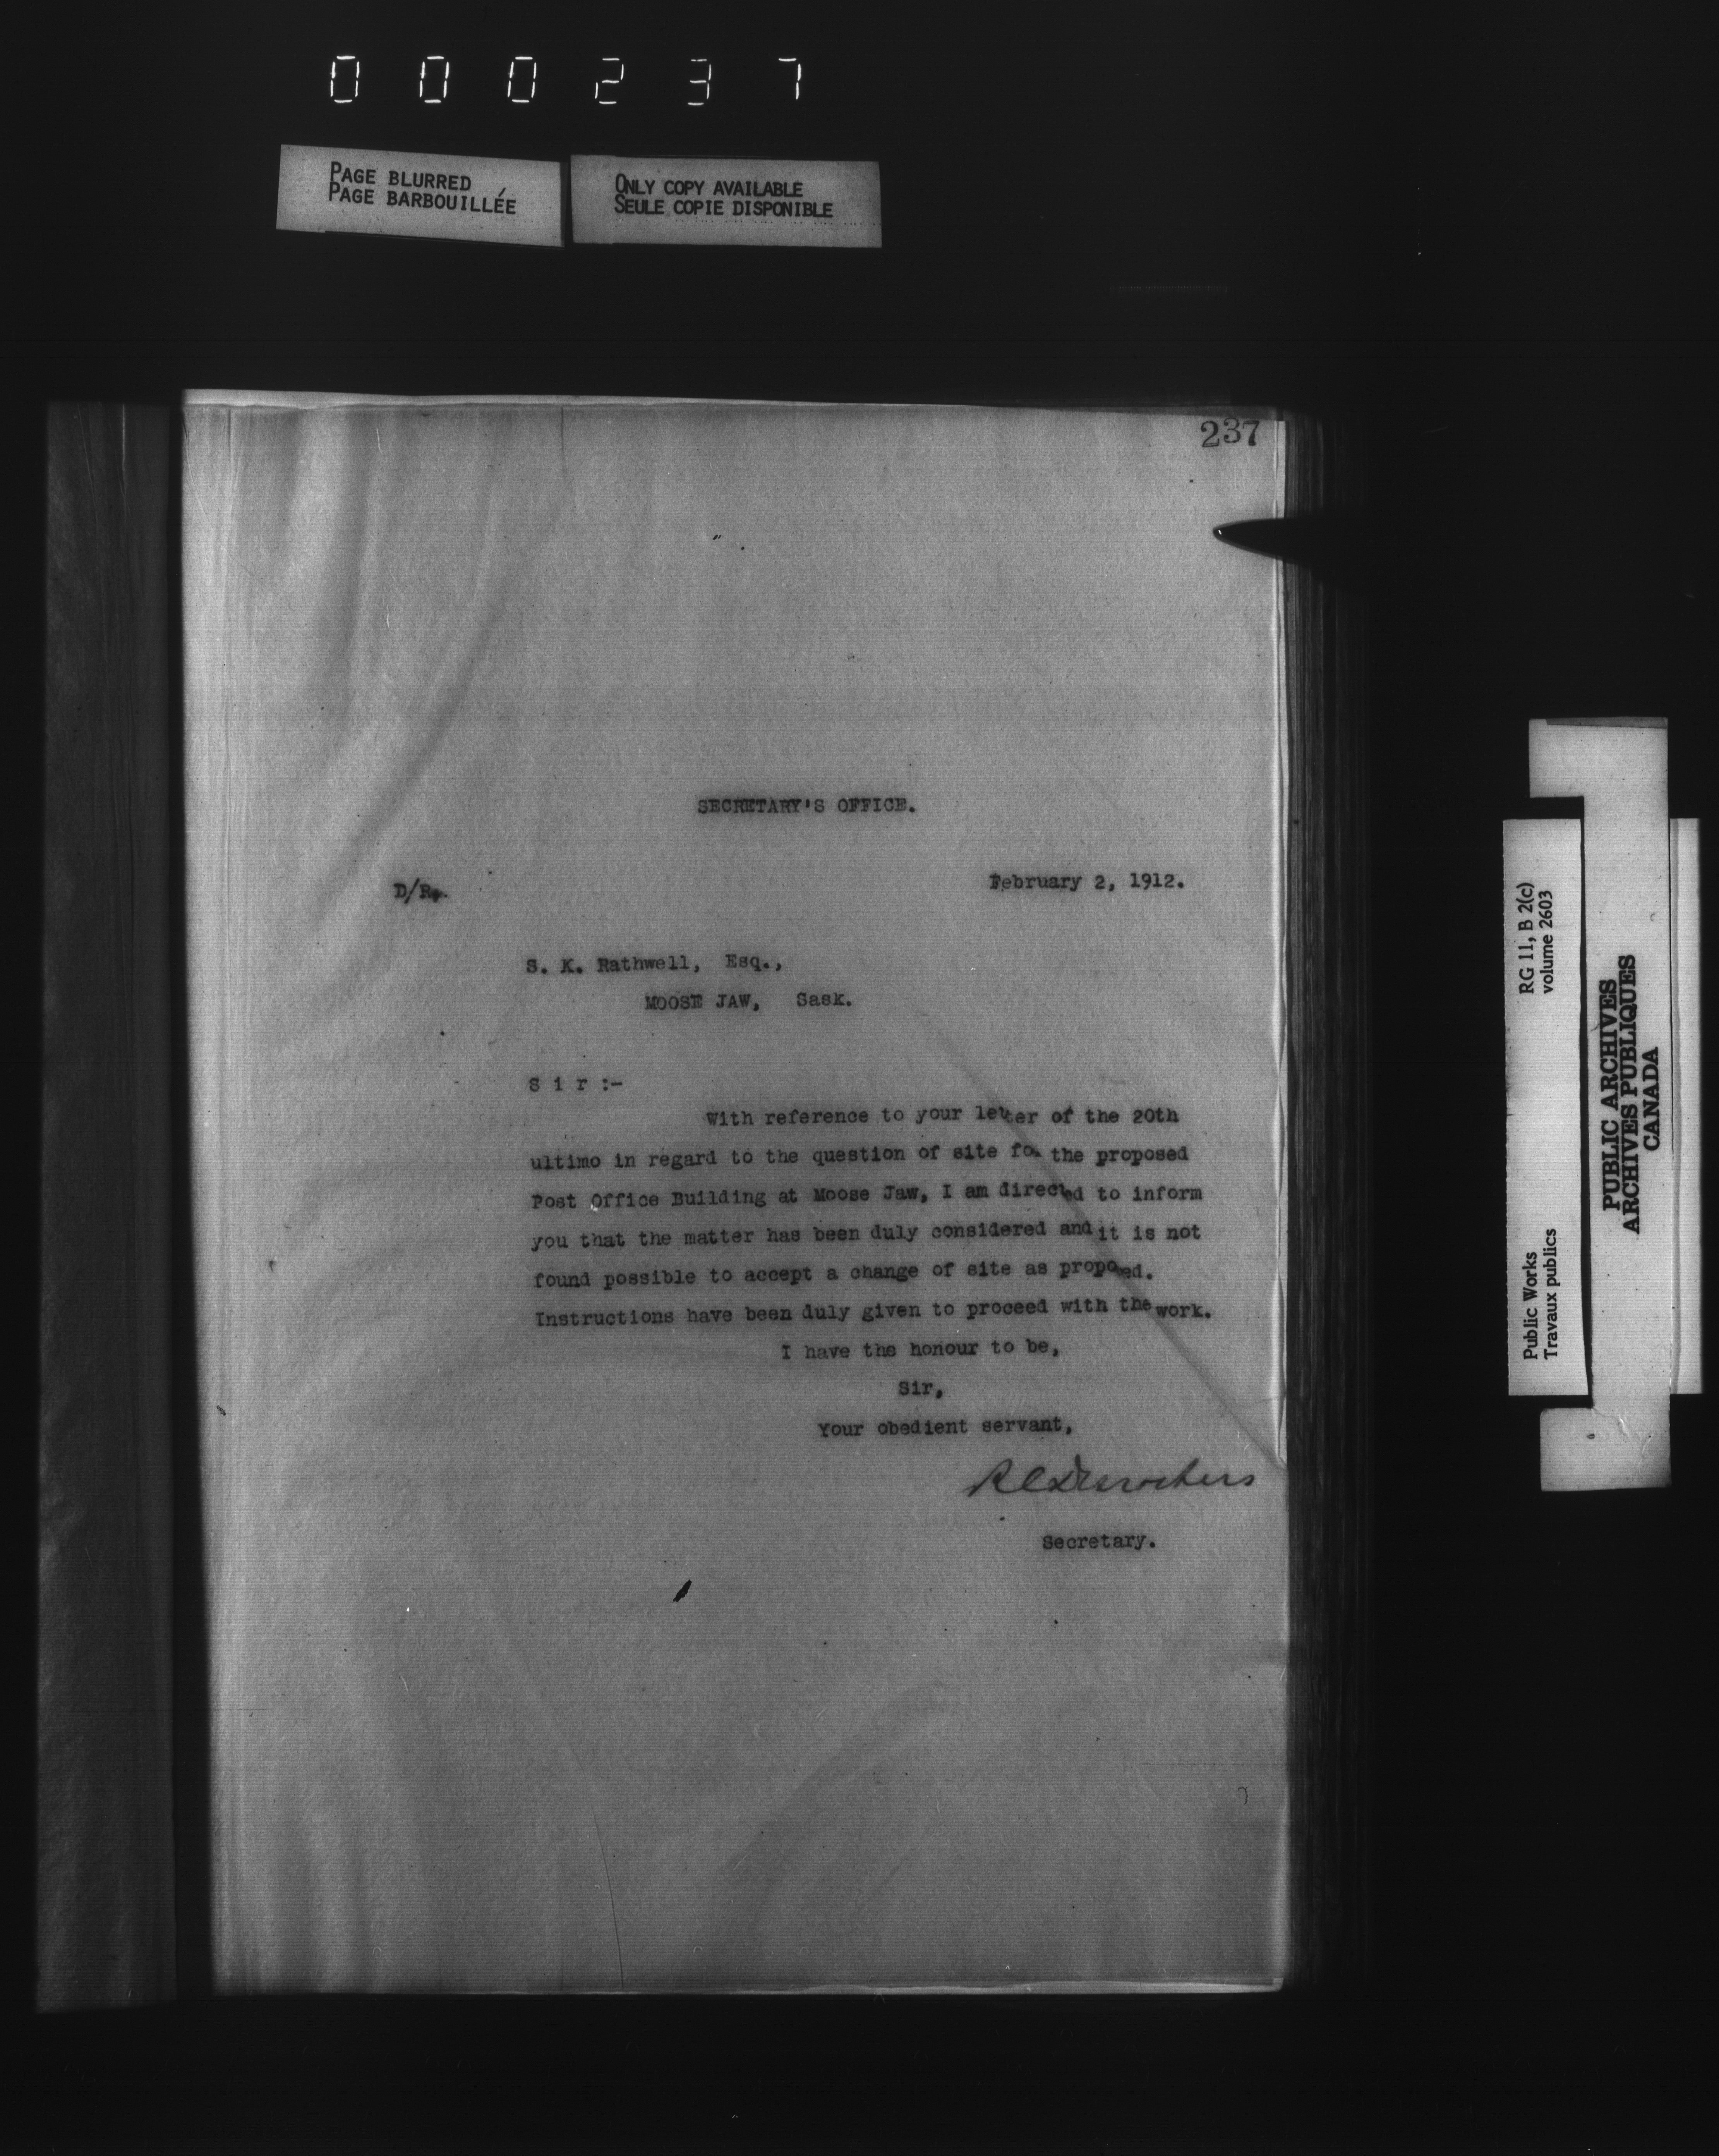 000237
PAGE BLURRED
PAGE BARBOUILLÉE
ONLY COPY AVAILABLE
SEULE COPIE DISPONIBLE
237
SECRETARY'S OFFICE.
D/R.
February 2, 1912.
S. K. Rathwell, Esq.,
MOOSE JAW, Sask.
S i r :-
With reference to your letter of the 20th
ultimo in regard to the question of site for the proposed
Post Office Building at Moose Jaw, I am directed to inform
you that the matter has been duly considered and it is not
found possible to accept a change of site as proposed.
Instructions have been duly given to proceed with the work.
I have the honour to be,
Sir,
Your obedient servant,
R C Desrochers
Secretary.
RG 11, B 2(c)
volume 2603
Public Works
Travaux publics
PUBLIC ARCHIVES
ARCHIVES PUBLIQUES
CANADA